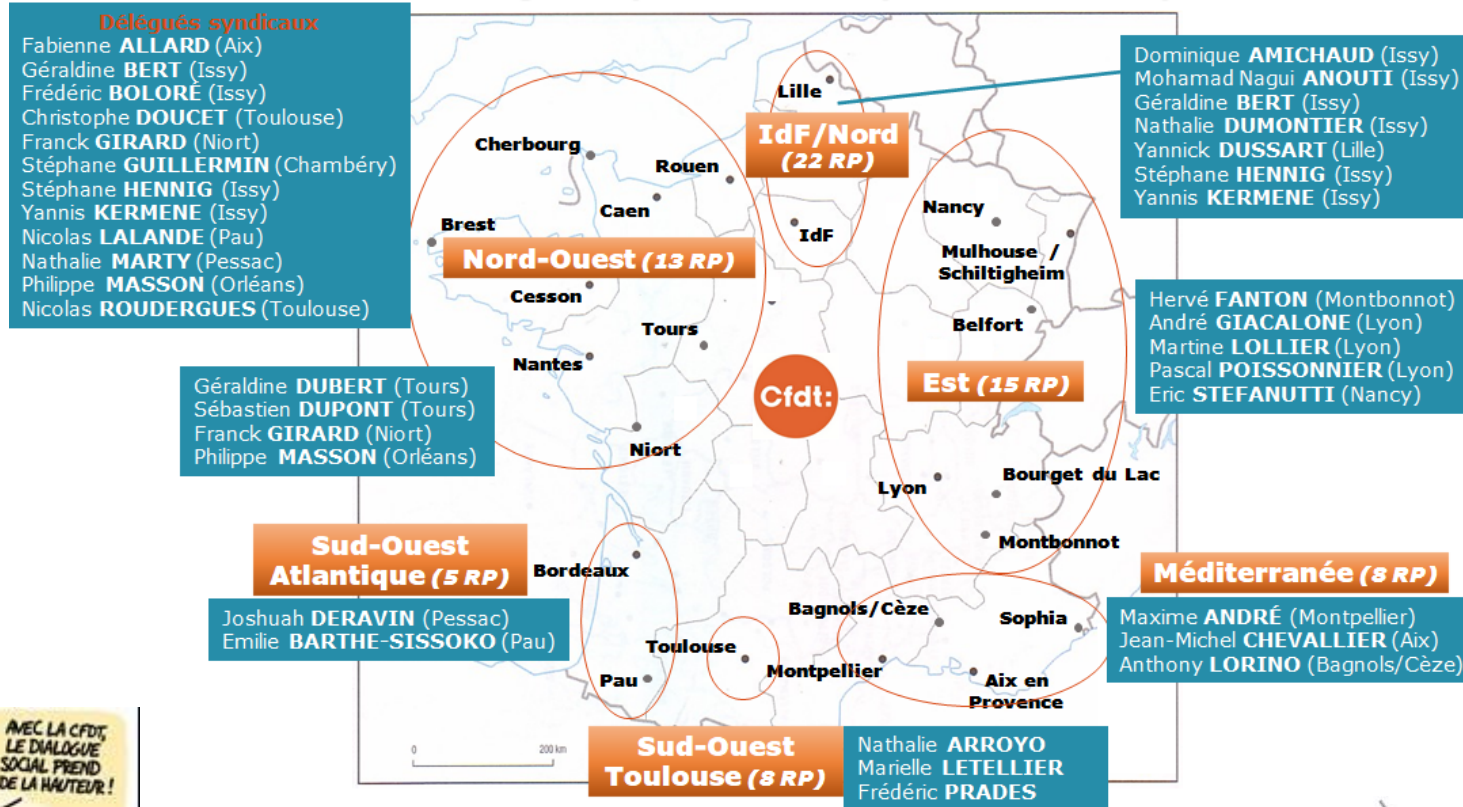 Délégués syndicaux
Fabienne ALLARD (Aix)
Géraldine BERT (Issy)
Frédéric BOLORÉ (Issy)
Christophe DOUCET (Toulouse)
Franck GIRARD (Niort)
Stéphane GUILLERMIN (Chambéry)
Stéphane HENNIG (Issy)
Yannis KERMENE (Issy)
Nicolas LALANDE (Pau)
Nathalie MARTY (Pessac)
Philippe MASSON (Orléans)
Nicolas ROUDERGUES (Toulouse)
Lille
IdF/Nord
(22 RP)
IdF
Dominique AMICHAUD (Issy)
Mohamad Nagui ANOUTI (Issy)
Géraldine BERT (Issy)
Nathalie DUMONTIER (Issy)
Yannick DUSSART (Lille)
Stéphane HENNIG (Issy)
Yannis KERMENE (Issy)
Cherbourg
Rouen
Caen
Brest
Nord-Ouest (13 RP)
Cesson
Tours
Nantes
Niort
Géraldine DUBERT (Tours)
Sébastien DUPONT (Tours)
Franck GIRARD (Niort)
Philippe MASSON (Orléans)
Cfdt:
Nancy
Mulhouse /
Schiltigheim
Belfort
Est (15 RP)
Lyon
Bourget du Lac
Montbonnot
Hervé FANTON (Montbonnot)
André GIACALONE (Lyon)
Martine LOLLIER (Lyon)
Pascal POISSONNIER (Lyon)
Eric STEFANUTTI (Nancy)
Sud-Ouest
Atlantique (5 RP)
Bordeaux
Pau
Joshuah DERAVIN (Pessac)
Emilie BARTHE-SISSOKO (Pau)
Méditerranée (8 RP)
Bagnols/Cèze
Sophia
Montpellier
Aix en
Provence
Maxime ANDRÉ (Montpellier)
Jean-Michel CHEVALLIER (Aix)
Anthony LORINO (Bagnols/Cèze)
Toulouse
Sud-Ouest
Toulouse (8 RP)
Nathalie ARROYO
Marielle LETELLIER
Frédéric PRADES
0 200 km
AVEC LA CFDT,
LE DIALOGUE
SOCIAL PREND
DE LA HAUTEUR !